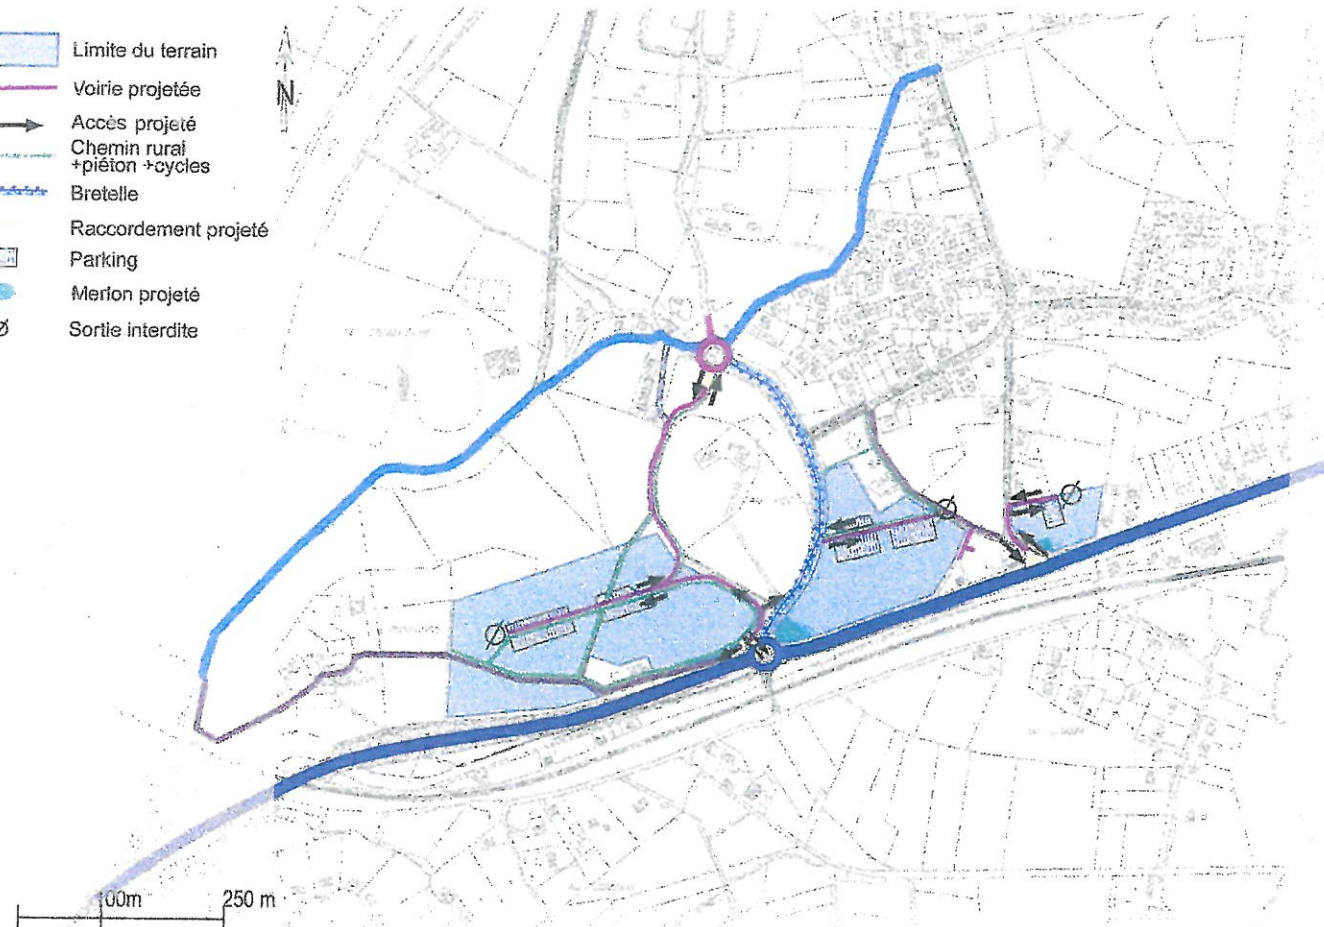 Limite du terrain
N
Voirie projetée
Accès projeté
Chemin rural
+piéton +cycles
Bretelle
Raccordement projeté
Parking
Merlon projeté
Sortie interdite
00m
250 m